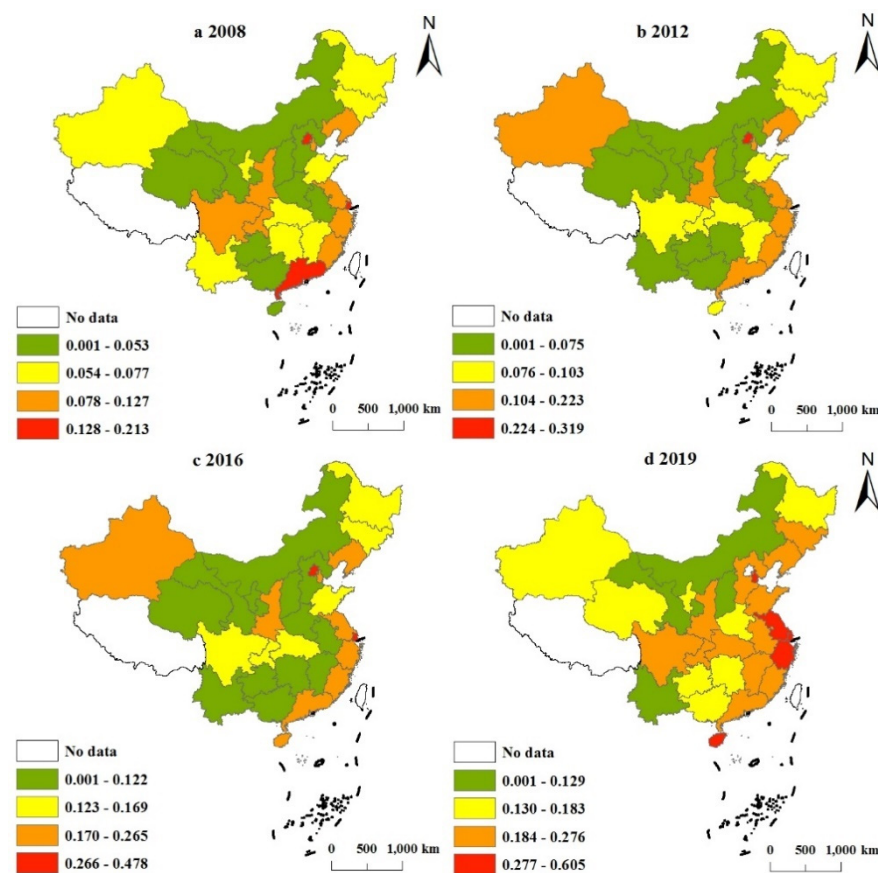 a 2008
N
No data
0.001 - 0.053
0.054 - 0.077
0.078 - 0.127
0.128 - 0.213
0 500 1,000 km
b 2012
N
No data
0.001 - 0.075
0.076 - 0.103
0.104 - 0.223
0.224 - 0.319
0 500 1,000 km
c 2016
No data
0.001 - 0.122
0.123 - 0.169
0.170 - 0.265
0.266 - 0.478
0 500 1,000 km
d 2019
N
No data
0.001 - 0.129
0.130 - 0.183
0.184 - 0.276
0.277 - 0.605
0 500 1,000 km